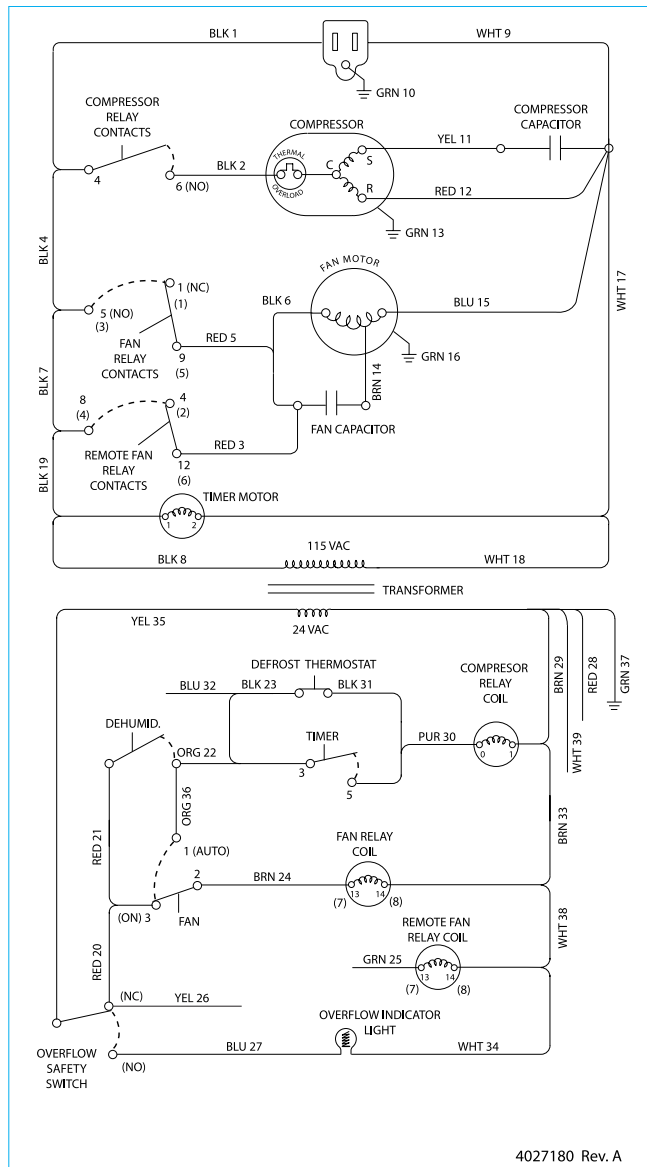 BLK 1
WHT 9
GRN 10
COMPRESSOR
RELAY
CONTACTS
COMPRESSOR
COMPRESSOR
CAPACITOR
YEL 11
THERMAL
OVERLOAD
C
S
R
BLK 2
4
6 (NO)
RED 12
GRN 13
BLK 4
FAN MOTOR
1 (NC)
(1)
5 (NO)
(3)
BLK 6
BLU 15
WHT 17
FAN
RELAY
CONTACTS
9
(5)
RED 5
GRN 16
BRN 14
BLK 7
8
(4)
4
(2)
FAN CAPACITOR
REMOTE FAN
RELAY
CONTACTS
RED 3
12
(6)
BLK 19
TIMER MOTOR
1
2
115 VAC
BLK 8
WHT 18
TRANSFORMER
YEL 35
24 VAC
DEFROST THERMOSTAT
COMPRESOR
RELAY
COIL
BRN 29
RED 28
GRN 37
BLU 32
BLK 23
BLK 31
DEHUMID.
ORG 22
TIMER
PUR 30
0
1
WHT 39
3
5
ORG 36
RED 21
BRN 33
1 (AUTO)
FAN RELAY
COIL
2
BRN 24
13
14
(7)
(8)
(ON) 3
FAN
WHT 38
REMOTE FAN
RELAY COIL
RED 20
GRN 25
13
14
(7)
(8)
(NC)
YEL 26
OVERFLOW INDICATOR
LIGHT
OVERFLOW
SAFETY
SWITCH
(NO)
BLU 27
WHT 34
4027180 Rev. A